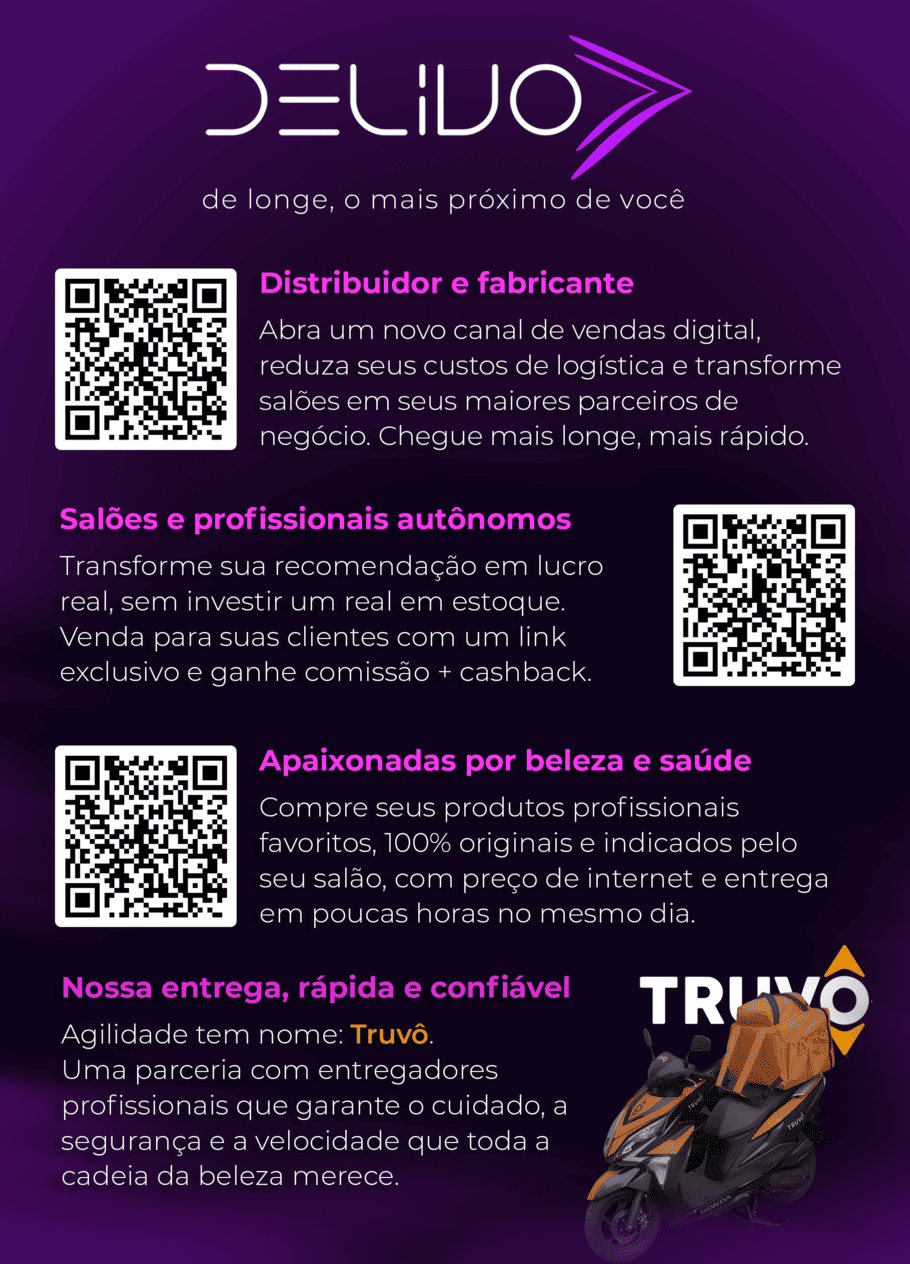 DELIVO
de longe, o mais próximo de você
Distribuidor e fabricante
Abra um novo canal de vendas digital,
reduza seus custos de logística e transforme
salões em seus maiores parceiros de
negócio. Chegue mais longe, mais rápido.
Salões e profissionais autônomos
Transforme sua recomendação em lucro
real, sem investir um real em estoque.
Venda para suas clientes com um link
exclusivo e ganhe comissão + cashback.
Apaixonadas por beleza e saúde
Compre seus produtos profissionais
favoritos, 100% originais e indicados pelo
seu salão, com preço de internet e entrega
em poucas horas no mesmo dia.
Nossa entrega, rápida e confiável
Agilidade tem nome: Truvô.
Uma parceria com entregadores
profissionais que garante o cuidado, a
segurança e a velocidade que toda a
cadeia da beleza merece.
TRUVÔ
TRUVÔ
HONDA